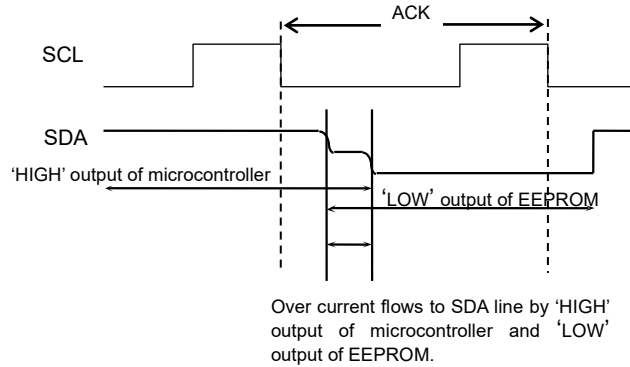 ACK
SCL
SDA
‘HIGH’ output of microcontroller
‘LOW’ output of EEPROM
Over current flows to SDA line by ‘HIGH’
output of microcontroller and ‘LOW’
output of EEPROM.